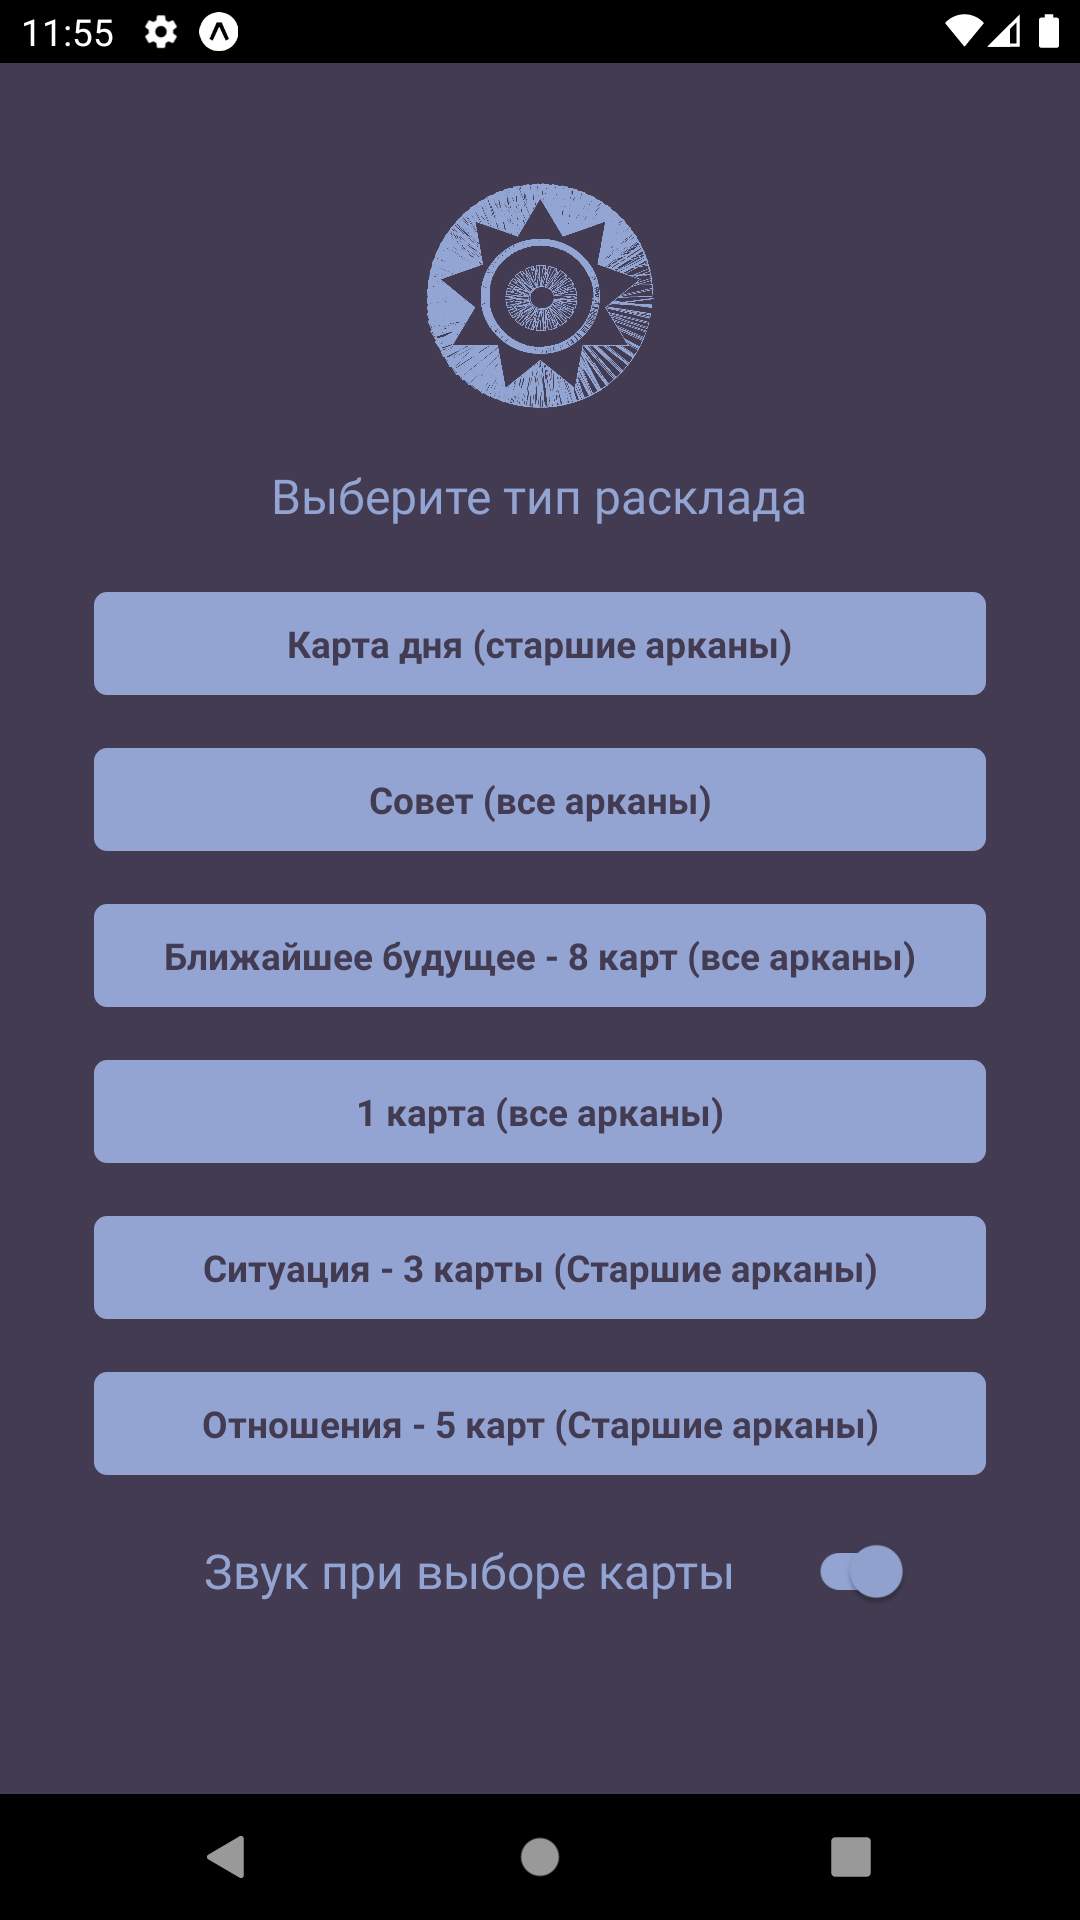 11:55
Выберите тип расклада
Карта дня (старшие арканы)
Совет (все арканы)
Ближайшее будущее - 8 карт (все арканы)
1 карта (все арканы)
Ситуация - 3 карты (Старшие арканы)
Отношения - 5 карт (Старшие арканы)
Звук при выборе карты